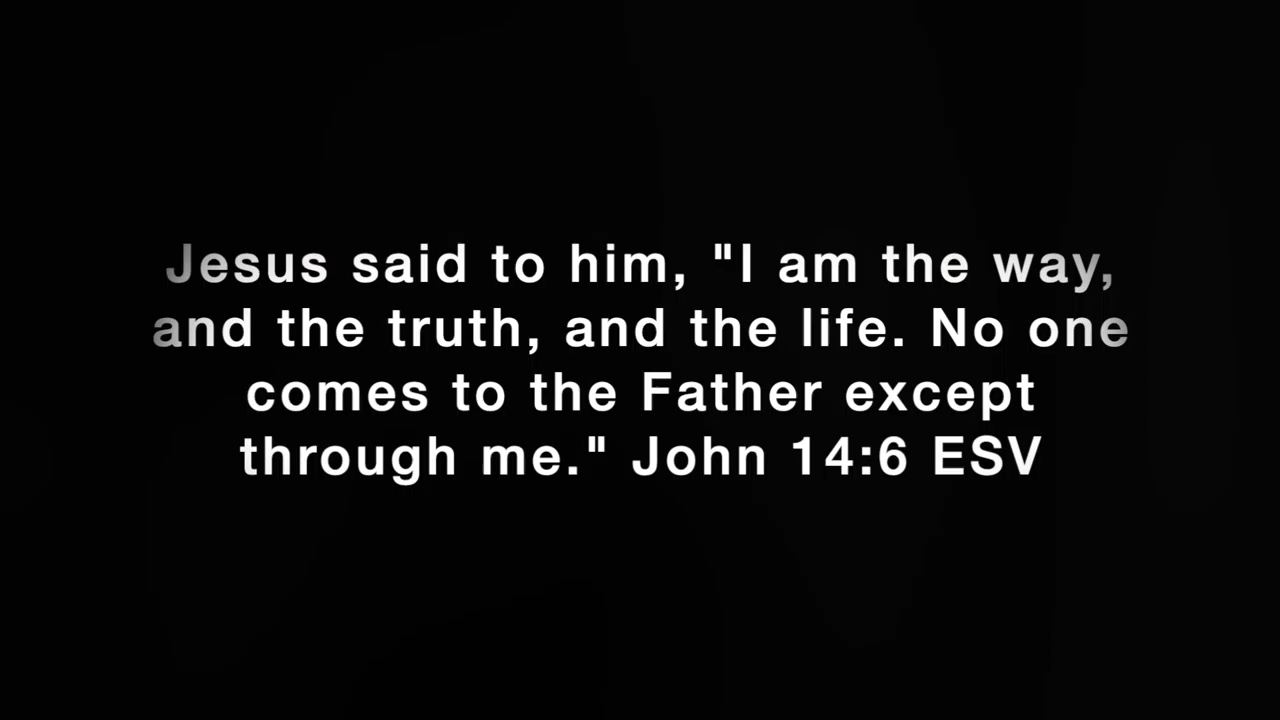 Jesus said to him, "I am the way,
and the truth, and the life. No one
comes to the Father except
through me." John 14:6 ESV